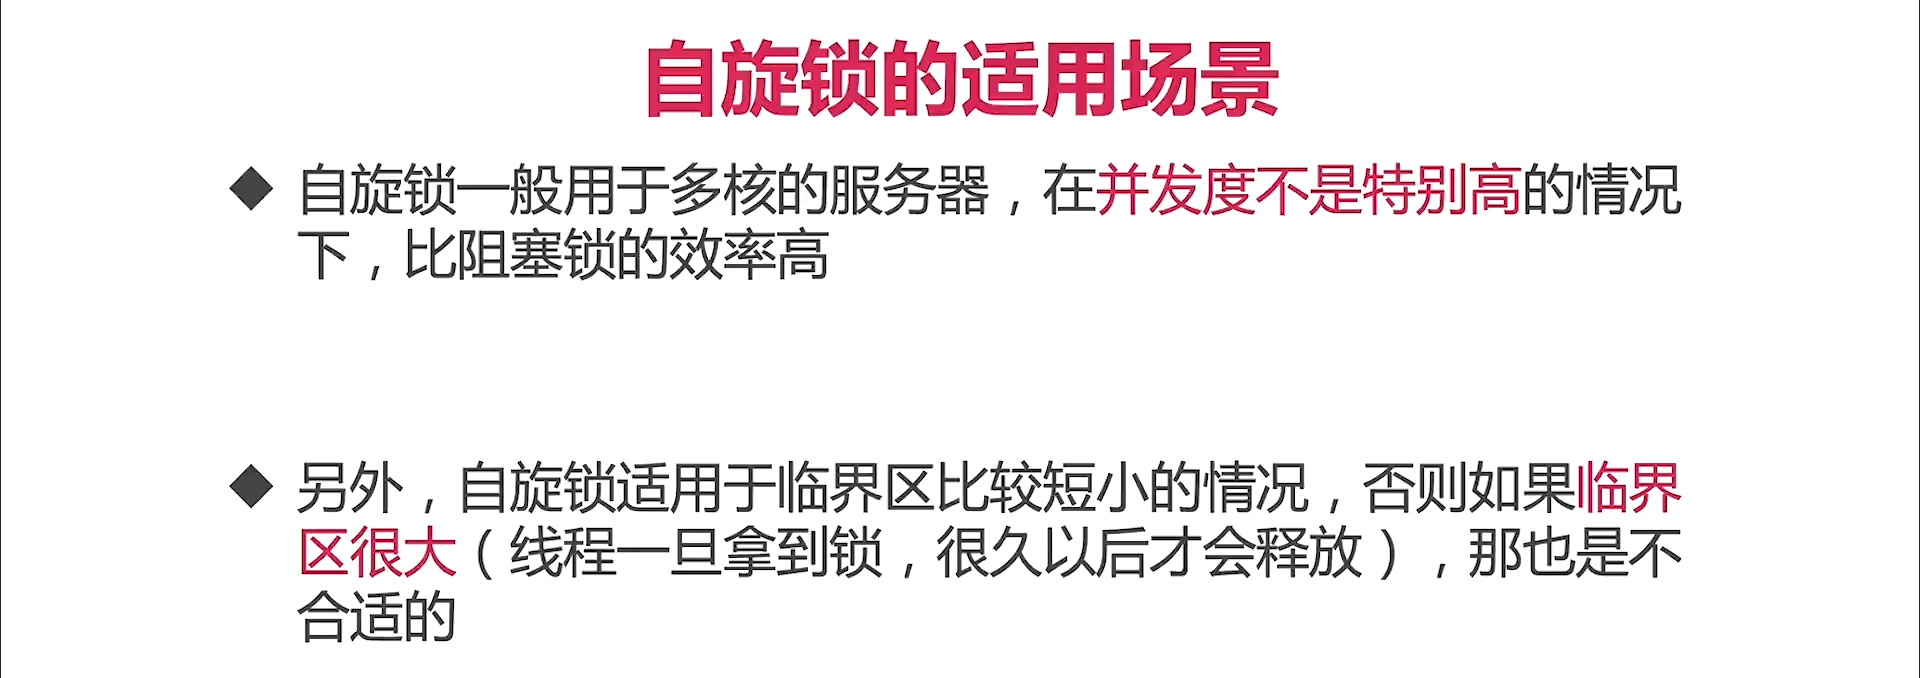 自旋锁的适用场景
自旋锁一般用于多核的服务器，在并发度不是特别高的情况
下，比阻塞锁的效率高
另外，自旋锁适用于临界区比较短小的情况，否则如果临界
区很大（线程一旦拿到锁，很久以后才会释放），那也是不
合适的